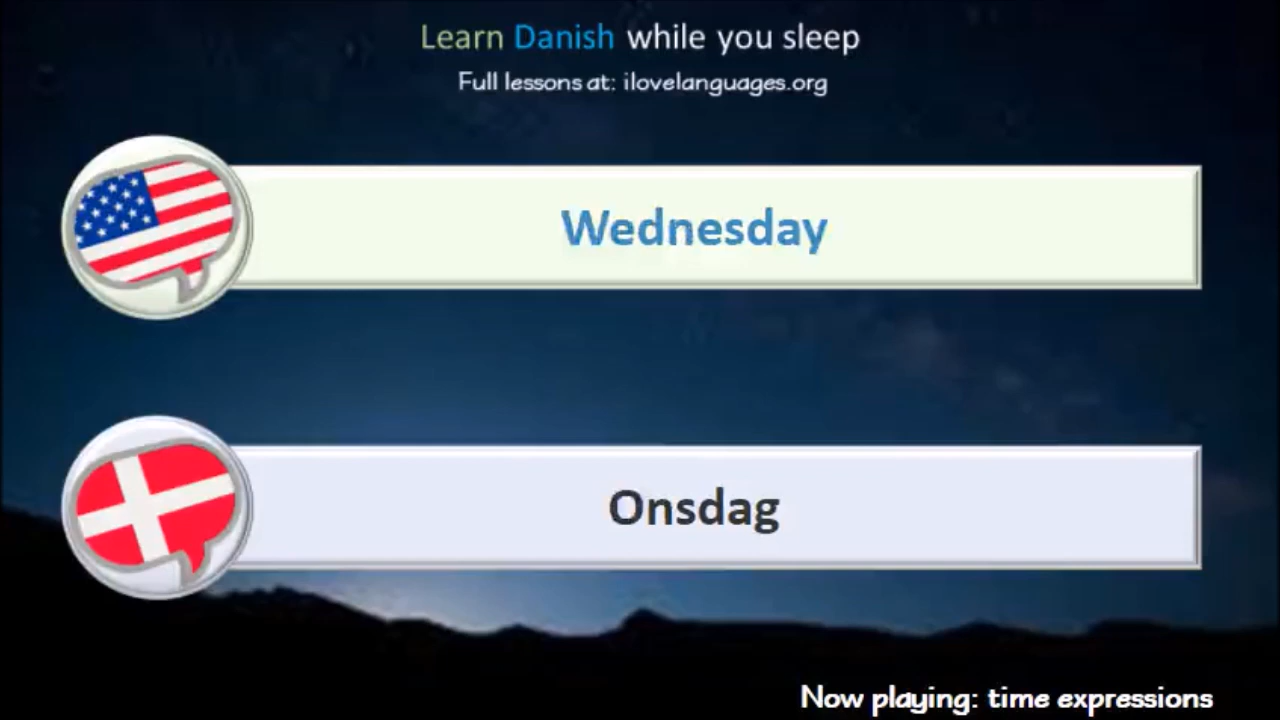 Learn Danish while you sleep
Full lessons at: ilovelanguages.org
Wednesday
Onsdag
Now playing: time expressions